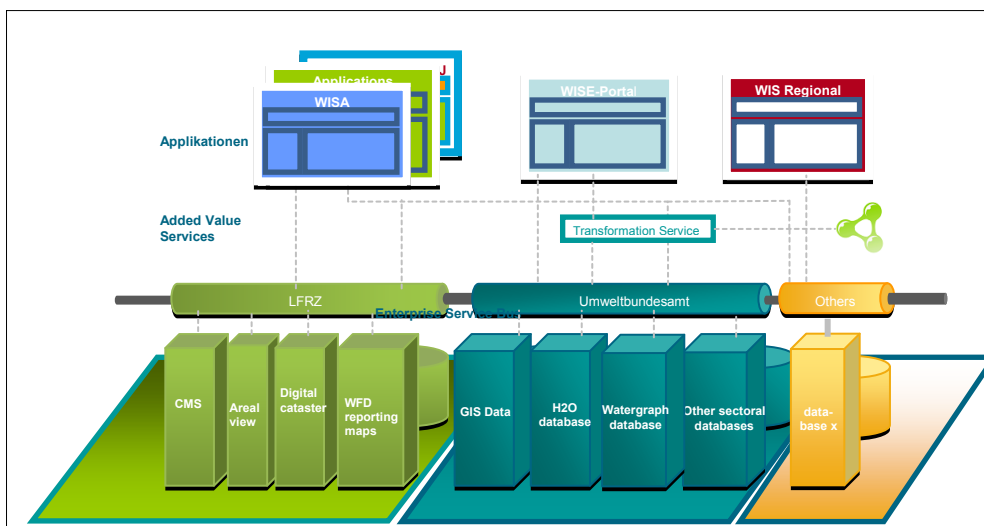 J
Applications
WISA
WISE-Portal
WIS Regional
Applikationen
Added Value
Services
Transformation Service
LFRZ
Umweltbundesamt
Others
Enterprise Service Bus
CMS
Areal
view
Digital
cataster
WFD
reporting
maps
GIS Data
H2O
database
Watergraph
database
Other sectoral
databases
data-
base x